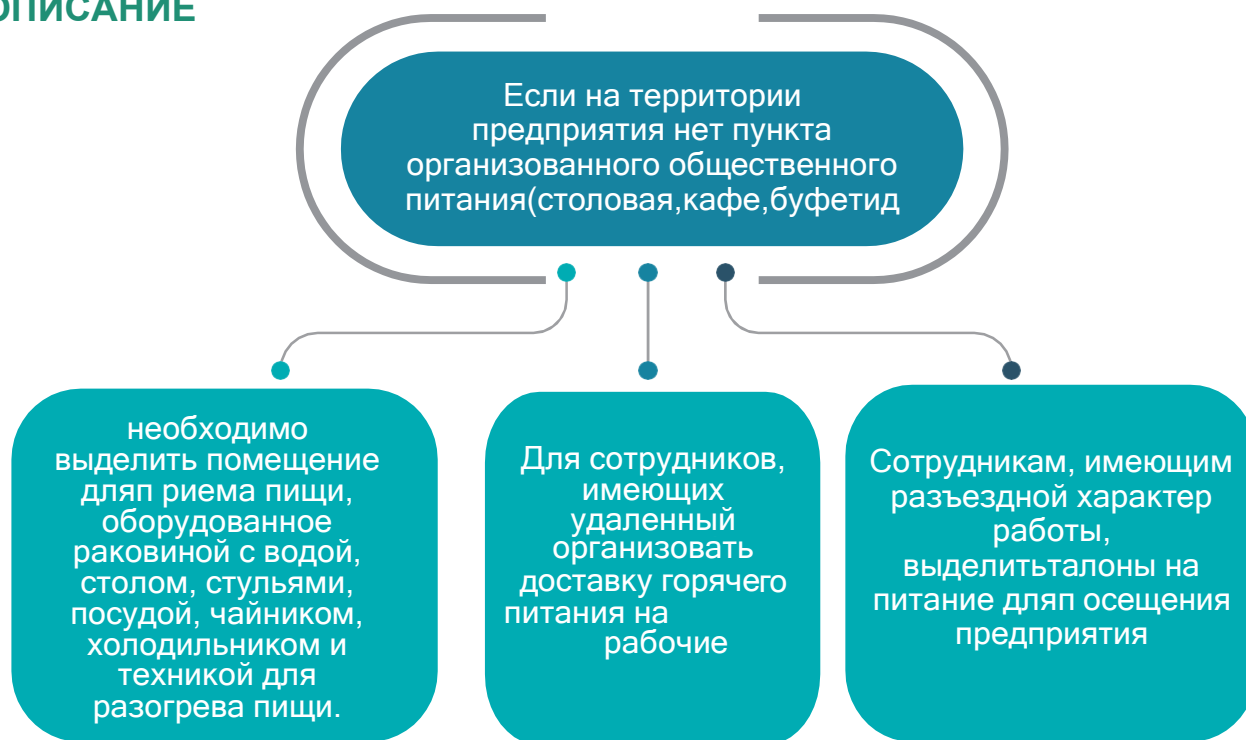 ОПИСАНИЕ
Если на территории
предприятия нет пункта
организованного общественного
питания(столовая,кафе,буфетид
необходимо
выделить помещение
дляп риема пищи,
оборудованное
раковиной с водой,
столом, стульями,
посудой, чайником,
холодильником и
техникой для
разогрева пищи.
Для сотрудников,
имеющих
удаленный
организовать
доставку горячего
питания на
рабочие
Сотрудникам, имеющим
разъездной характер
работы,
выделитьталоны на
питание дляп осещения
предприятия